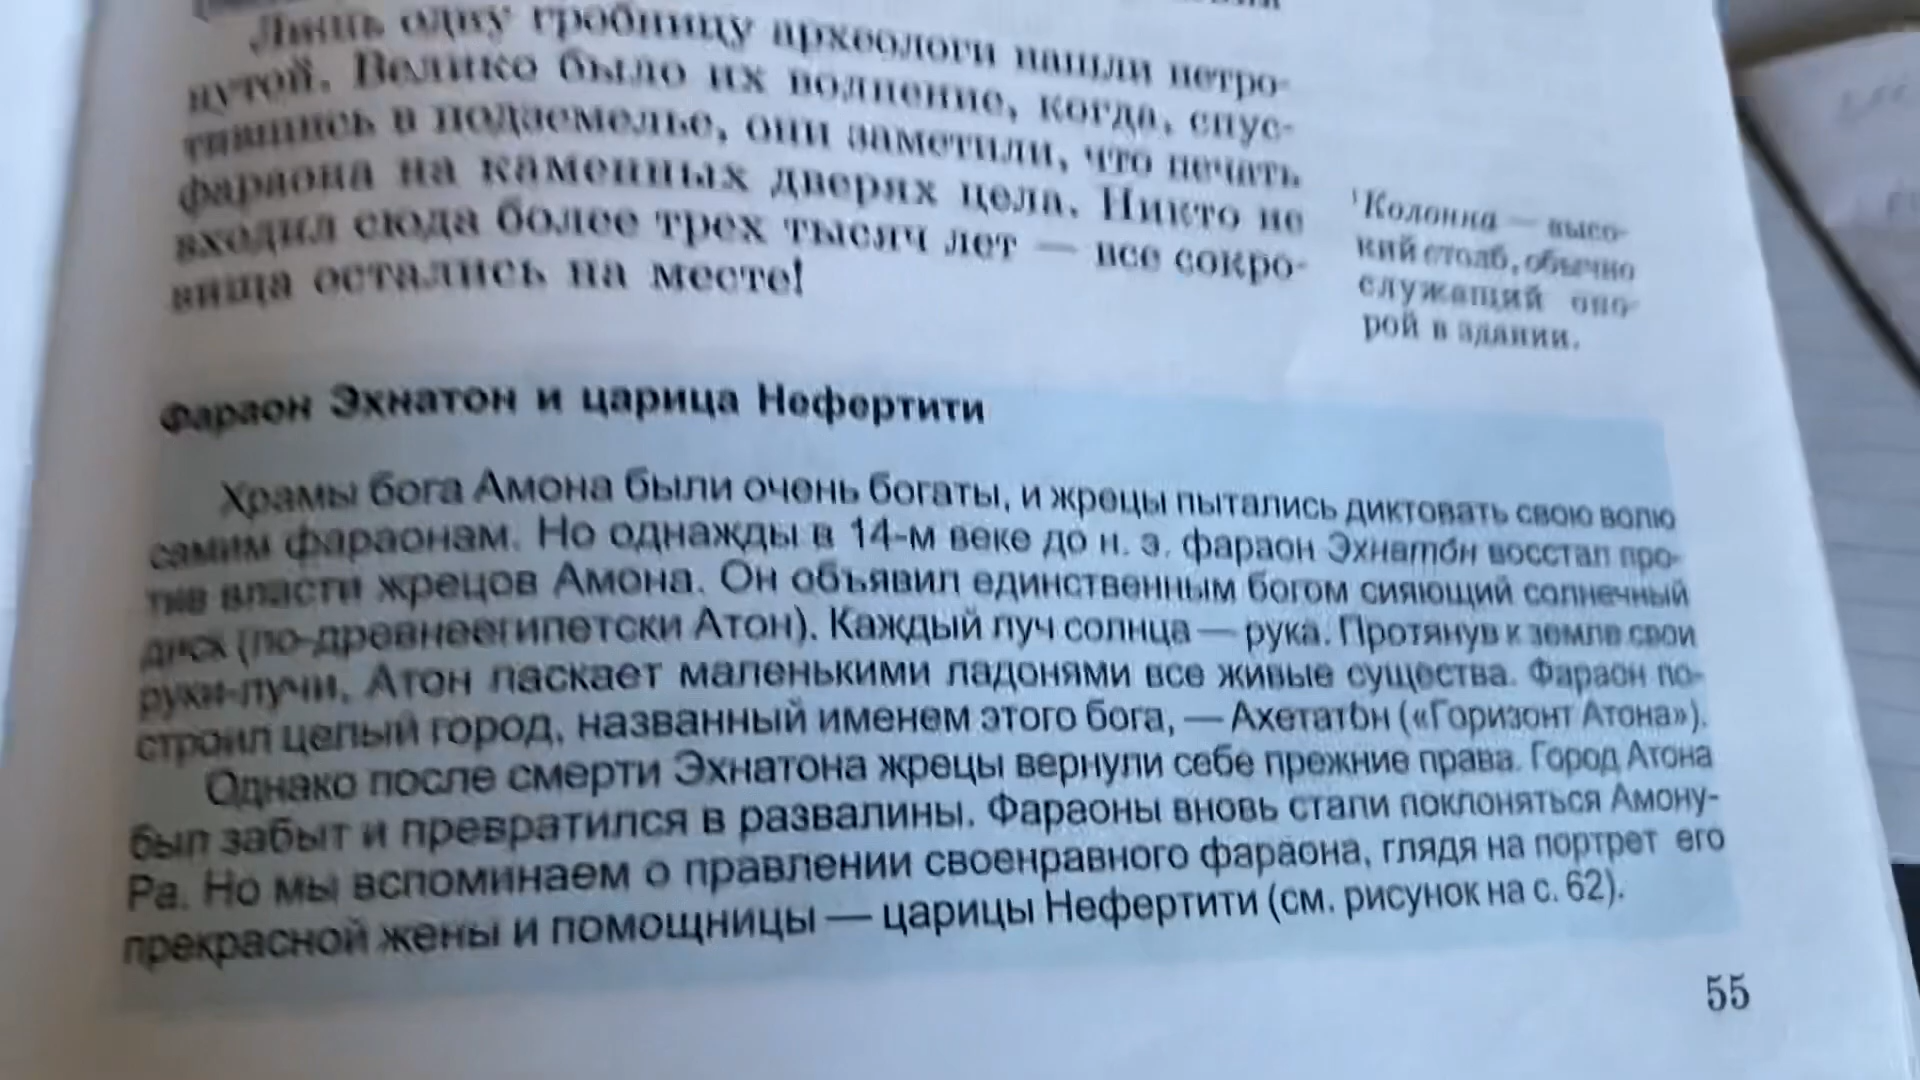 Лишь одну гробницу археологи нашли нетро-
нутой. Велико было их волнение, когда, спус-
тившись в подземелье, они заметили, что печать
фараона на каменных дверях цела. Никто не
входил сюда более трех тысяч лет — все сокро-
вища остались на месте!
¹Колонна — высо-
кий столб, обычно
служащий опо-
рой в здании.
Фараон Эхнатон и царица Нефертити
Храмы бога Амона были очень богаты, и жрецы пытались диктовать свою волю
самим фараонам. Но однажды в 14-м веке до н. э. фараон Эхнато́н восстал про-
тив власти жрецов Амона. Он объявил единственным богом сияющий солнечный
диск (по-древнеегипетски Атон). Каждый луч солнца — рука. Протянув к земле свои
руки-лучи, Атон ласкает маленькими ладонями все живые существа. Фараон по-
строил целый город, названный именем этого бога, — Ахетато́н («Горизонт Атона»).
Однако после смерти Эхнатона жрецы вернули себе прежние права. Город Атона
был забыт и превратился в развалины. Фараоны вновь стали поклоняться Амону-
Ра. Но мы вспоминаем о правлении своенравного фараона, глядя на портрет его
прекрасной жены и помощницы — царицы Нефертити (см. рисунок на с. 62).
55